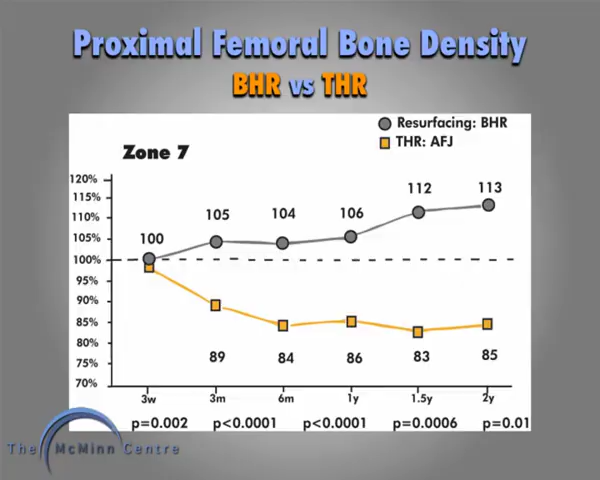 Proximal Femoral Bone Density
BHR vs THR
Resurfacing: BHR
THR: AFJ
Zone 7
120%
115%
110%
105%
100%
95%
90%
85%
80%
75%
70%
100 105 104 106 112 113
89 84 86 83 85
3w 3m 6m 1y 1.5y 2y
p=0.002 p<0.0001 p<0.0001 p=0.0006 p=0.01
The McMinn Centre